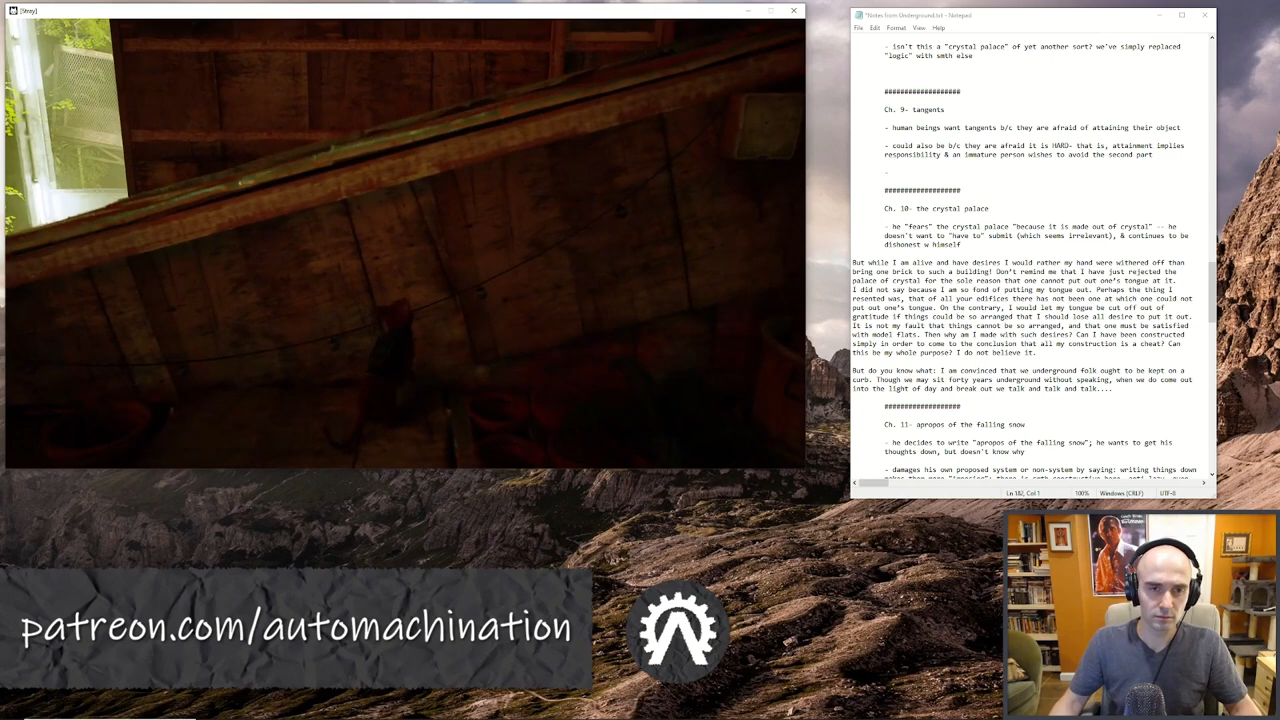 [Stray]
*Notes from Underground.txt - Notepad
File Edit Format View Help
- isn't this a "crystal palace" of yet another sort? we've simply replaced
"logic" with smth else
###################
Ch. 9- tangents
- human beings want tangents b/c they are afraid of attaining their object
- could also be b/c they are afraid it is HARD- that is, attainment implies
responsibility & an immature person wishes to avoid the second part
-
###################
Ch. 10- the crystal palace
- he "fears" the crystal palace "because it is made out of crystal" -- he
doesn't want to "have to" submit (which seems irrelevant), & continues to be
dishonest w himself
But while I am alive and have desires I would rather my hand were withered off than
bring one brick to such a building! Don't remind me that I have just rejected the
palace of crystal for the sole reason that one cannot put out one's tongue at it.
I did not say because I am so fond of putting my tongue out. Perhaps the thing I
resented was, that of all your edifices there has not been one at which one could not
put out one's tongue. On the contrary, I would let my tongue be cut off out of
gratitude if things could be so arranged that I should lose all desire to put it out.
It is not my fault that things cannot be so arranged, and that one must be satisfied
with model flats. Then why am I made with such desires? Can I have been constructed
simply in order to come to the conclusion that all my construction is a cheat? Can
this be my whole purpose? I do not believe it.
But do you know what: I am convinced that we underground folk ought to be kept on a
curb. Though we may sit forty years underground without speaking, when we do come out
into the light of day and break out we talk and talk and talk....
###################
Ch. 11- apropos of the falling snow
- he decides to write "apropos of the falling snow"; he wants to get his
thoughts down, but doesn't know why
- damages his own proposed system or non-system by saying: writing things down
Ln 182, Col 1 100% Windows (CRLF) UTF-8
patreon.com/automachination